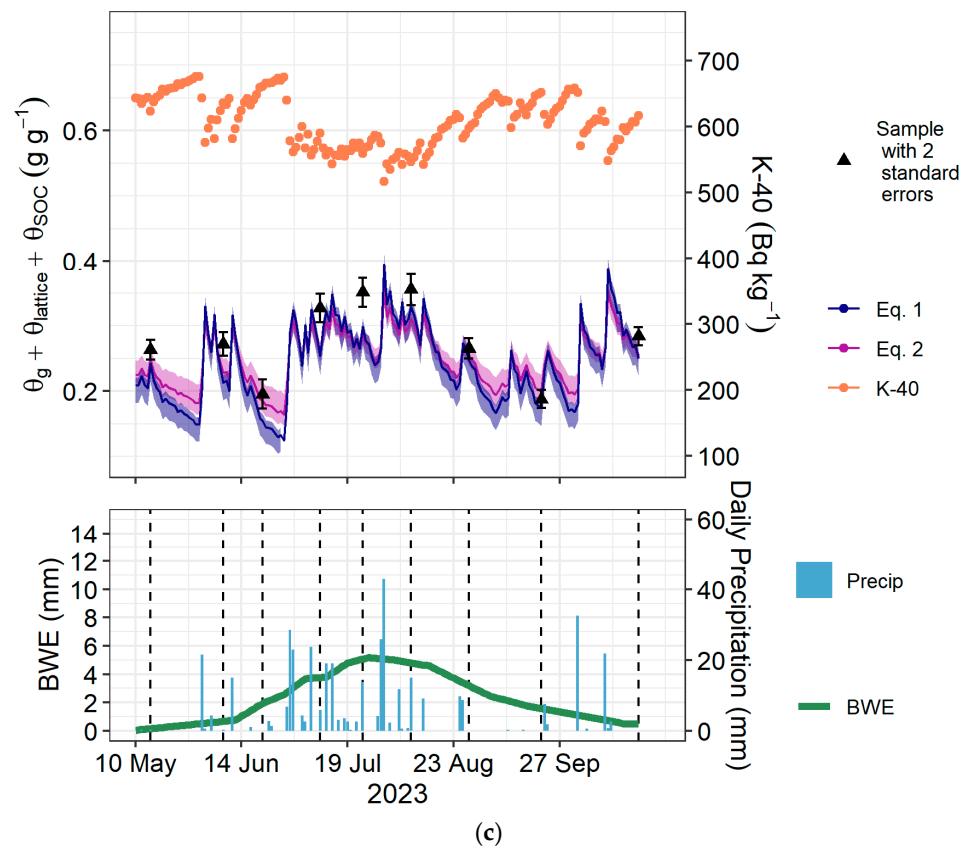 θg + θlattice + θSOC (g g−1)
0.6
0.4
0.2
700
600
500
400
300
200
100
K-40 (Bq kg−1)
Sample
with 2
standard
errors
Eq. 1
Eq. 2
K-40
BWE (mm)
14
12
10
8
6
4
2
0
60
40
20
0
Daily Precipitation (mm)
Precip
BWE
10 May
14 Jun
19 Jul
23 Aug
27 Sep
2023
(c)